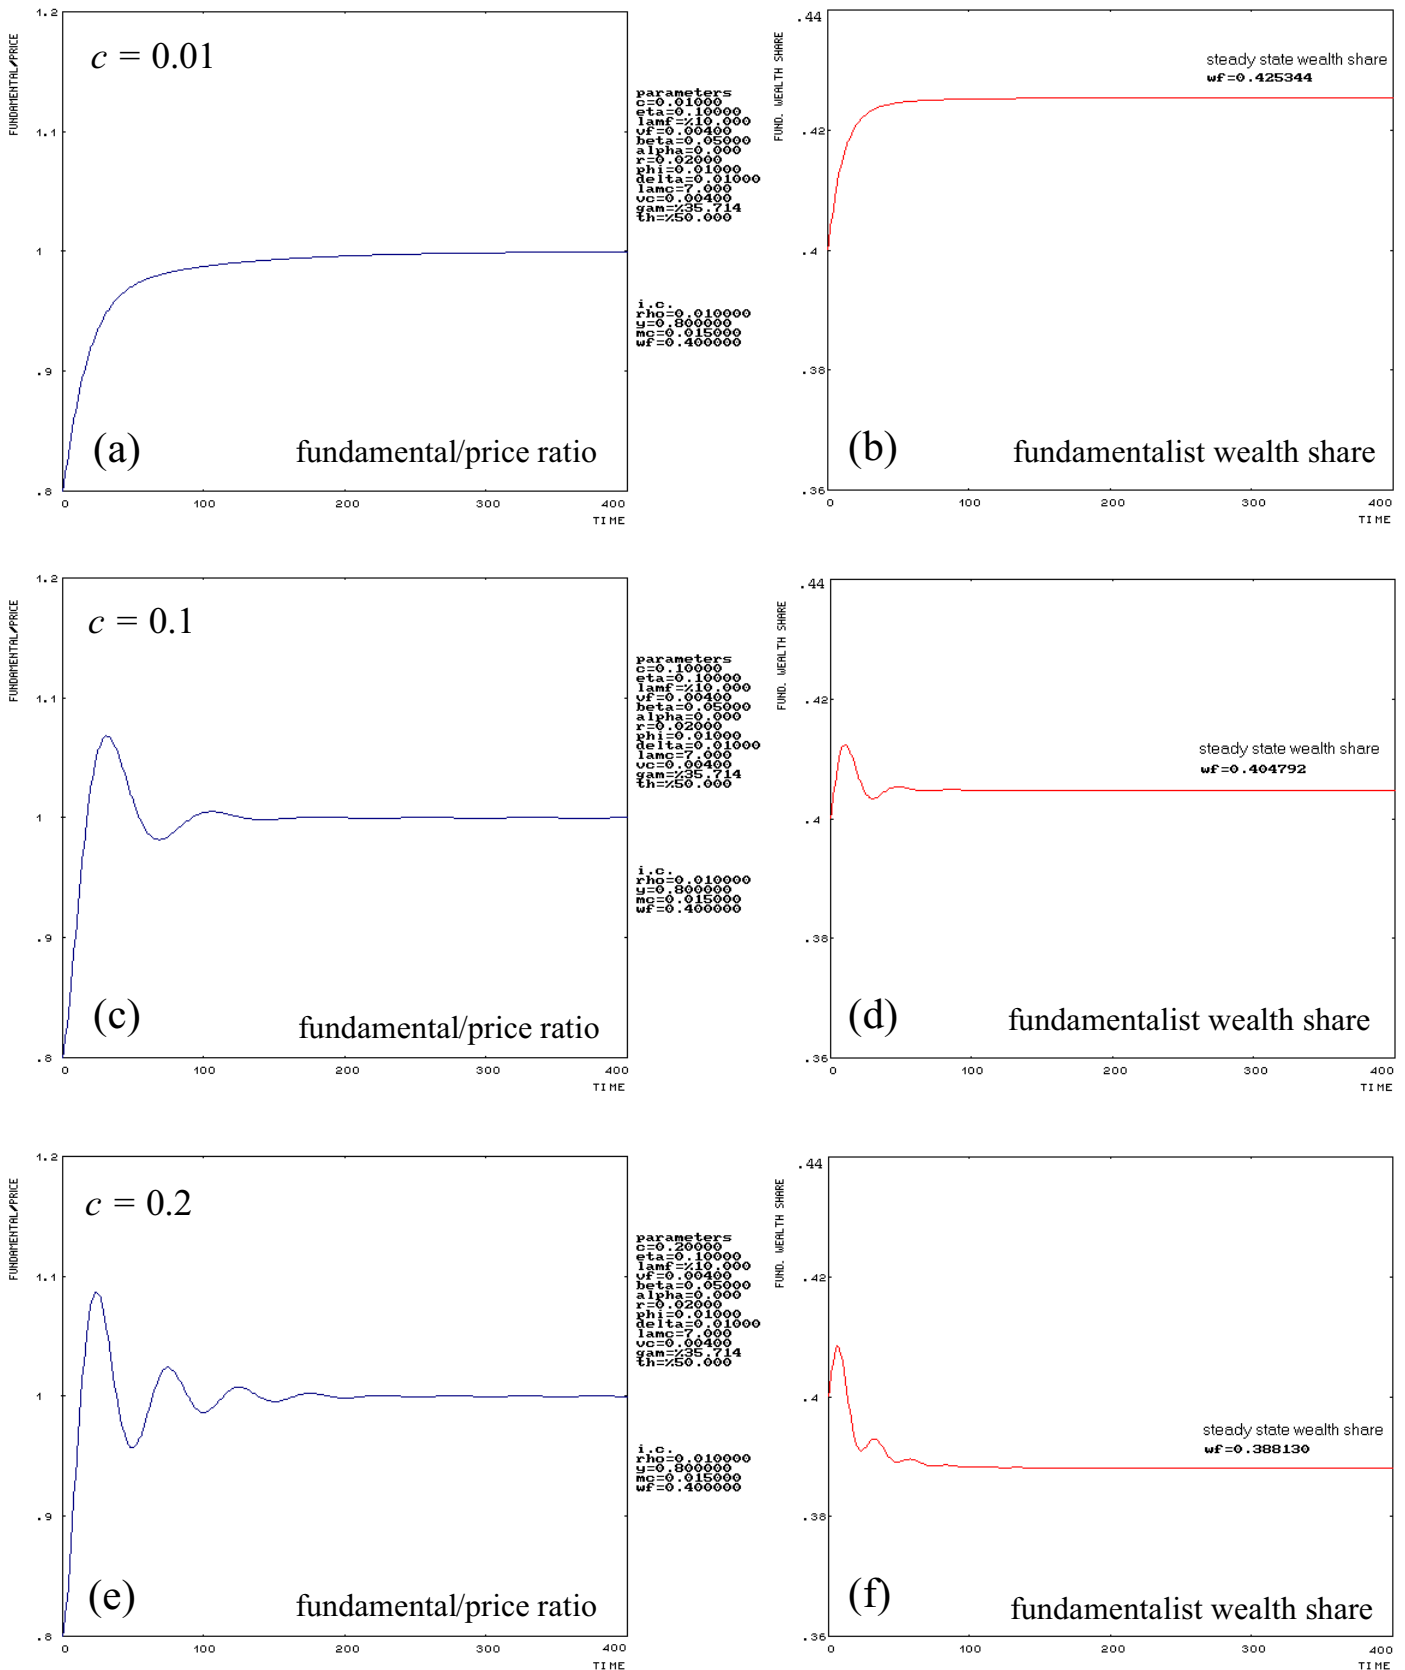 1.2
FUNDAMENTAL/PRICE
c = 0.01
1.1
1
.9
.8
(a)
fundamental/price ratio
0 100 200 300 400
TIME
parameters
c=0.01000
eta=0.10000
lamf=%10.000
vf=0.00400
beta=0.05000
alpha=0.000
r=0.02000
phi=0.01000
delta=0.01000
lamc=7.000
vc=0.00400
gam=%35.714
th=%50.000
i.c.
rho=0.010000
y=0.800000
mc=0.015000
wf=0.400000
.44
FUND. WEALTH SHARE
steady state wealth share
wf=0.425344
.42
.4
.38
.36
(b)
fundamentalist wealth share
0 100 200 300 400
TIME
1.2
FUNDAMENTAL/PRICE
c = 0.1
1.1
1
.9
.8
(c)
fundamental/price ratio
0 100 200 300 400
TIME
parameters
c=0.10000
eta=0.10000
lamf=%10.000
vf=0.00400
beta=0.05000
alpha=0.000
r=0.02000
phi=0.01000
delta=0.01000
lamc=7.000
vc=0.00400
gam=%35.714
th=%50.000
i.c.
rho=0.010000
y=0.800000
mc=0.015000
wf=0.400000
.44
FUND. WEALTH SHARE
.42
steady state wealth share
wf=0.404792
.4
.38
.36
(d)
fundamentalist wealth share
0 100 200 300 400
TIME
1.2
FUNDAMENTAL/PRICE
c = 0.2
1.1
1
.9
.8
(e)
fundamental/price ratio
0 100 200 300 400
TIME
parameters
c=0.20000
eta=0.10000
lamf=%10.000
vf=0.00400
beta=0.05000
alpha=0.000
r=0.02000
phi=0.01000
delta=0.01000
lamc=7.000
vc=0.00400
gam=%35.714
th=%50.000
i.c.
rho=0.010000
y=0.800000
mc=0.015000
wf=0.400000
.44
FUND. WEALTH SHARE
.42
.4
steady state wealth share
wf=0.388130
.38
.36
(f)
fundamentalist wealth share
0 100 200 300 400
TIME